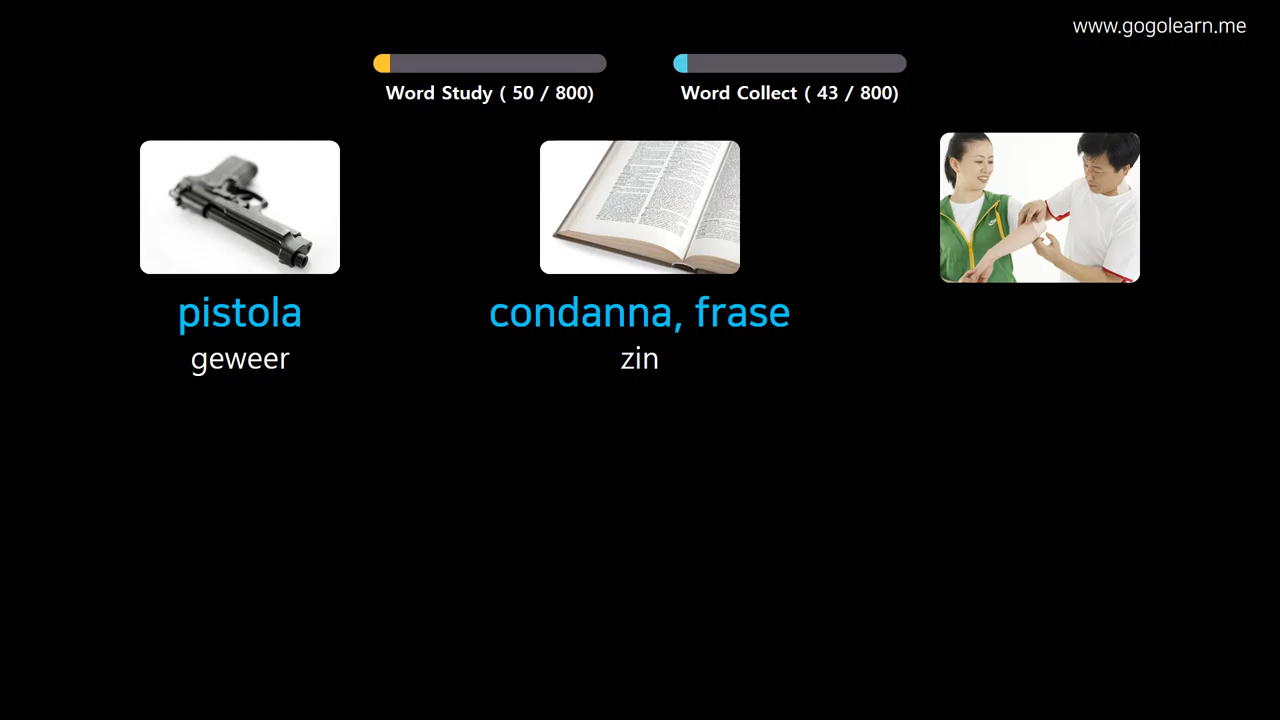 www.gogolearn.me
Word Study ( 50 / 800)
Word Collect ( 43 / 800)
pistola
geweer
condanna, frase
zin